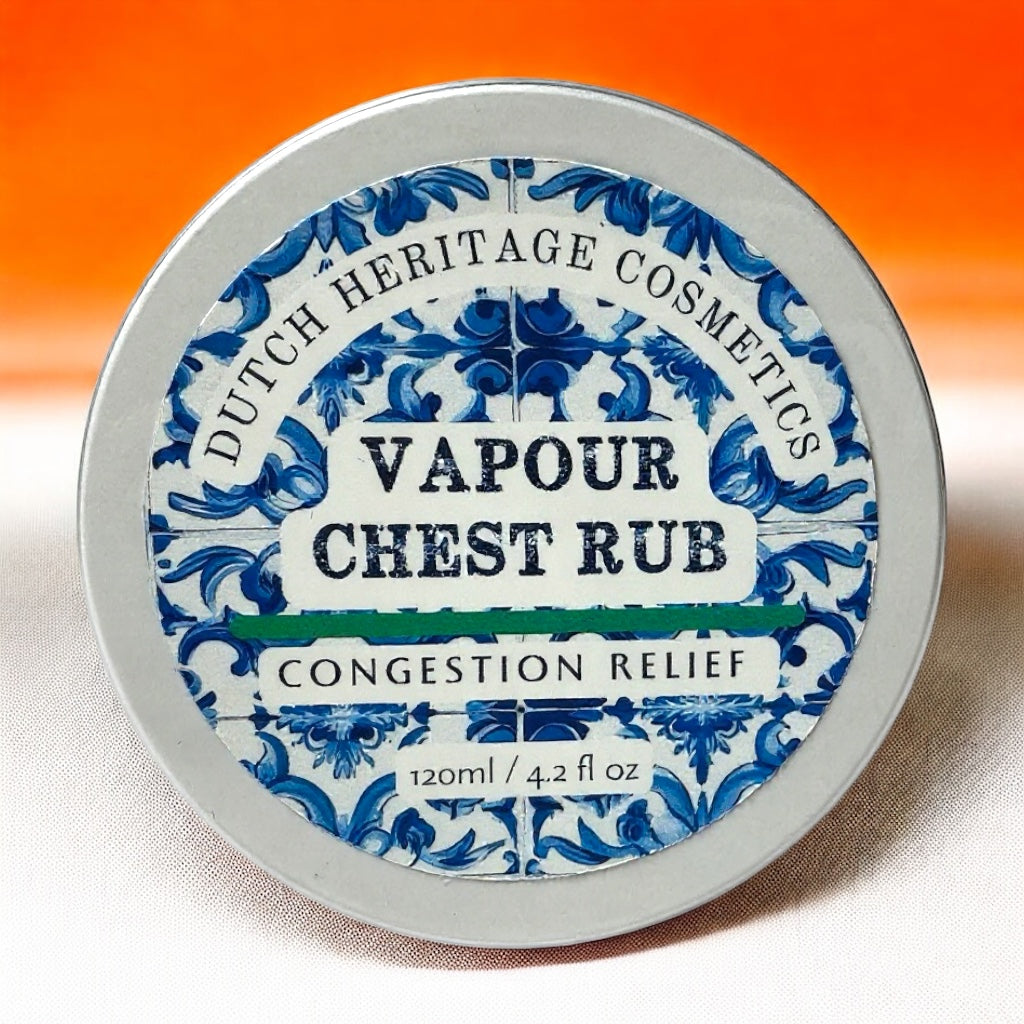 DUTCH HERITAGE COSMETICS
VAPOUR
CHEST RUB
CONGESTION RELIEF
120ml / 4.2 fl oz